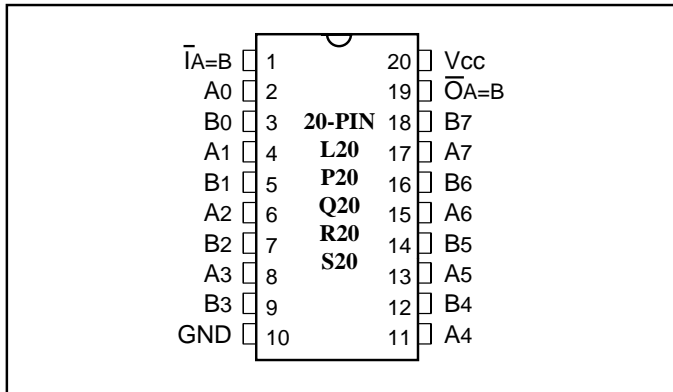 I̅A=B 1 20 Vcc
A0 2 19 O̅A=B
B0 3 20-PIN 18 B7
A1 4 L20 17 A7
B1 5 P20 16 B6
A2 6 Q20 15 A6
B2 7 R20 14 B5
A3 8 S20 13 A5
B3 9 12 B4
GND 10 11 A4